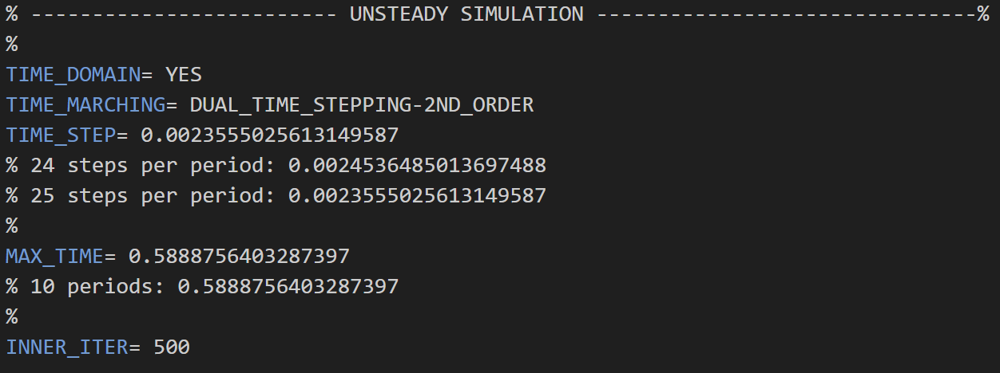 % ------------------------- UNSTEADY SIMULATION -------------------------------%
%
TIME_DOMAIN= YES
TIME_MARCHING= DUAL_TIME_STEPPING-2ND_ORDER
TIME_STEP= 0.0023555025613149587
% 24 steps per period: 0.0024536485013697488
% 25 steps per period: 0.0023555025613149587
%
MAX_TIME= 0.5888756403287397
% 10 periods: 0.5888756403287397
%
INNER_ITER= 500